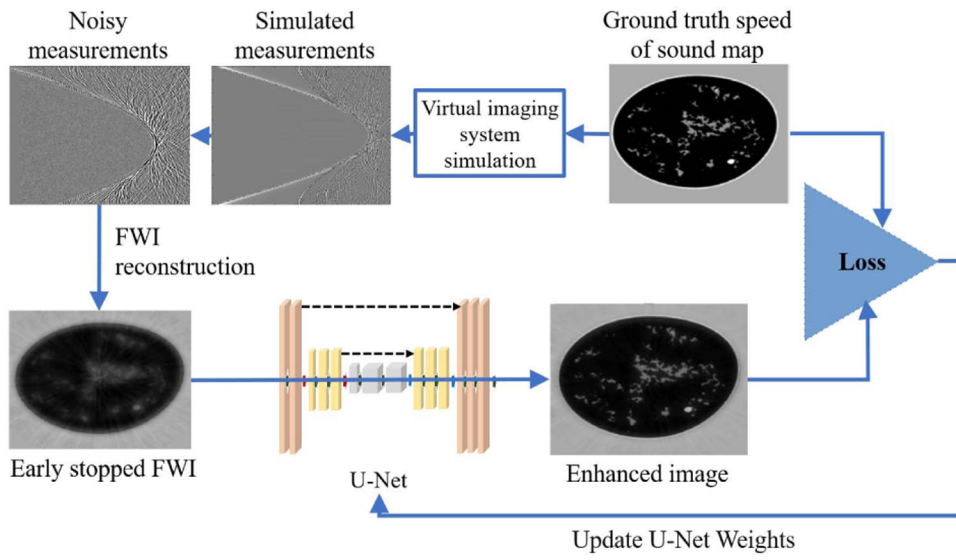 Noisy
measurements
Simulated
measurements
Ground truth speed
of sound map
Virtual imaging
system
simulation
FWI
reconstruction
Loss
Early stopped FWI
U-Net
Enhanced image
Update U-Net Weights